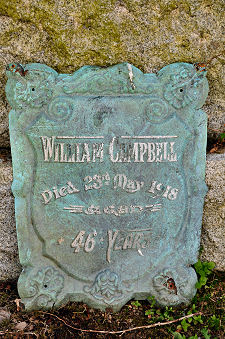 WILLIAM CAMPBELL
Died 23rd May 1918
46 YEARS